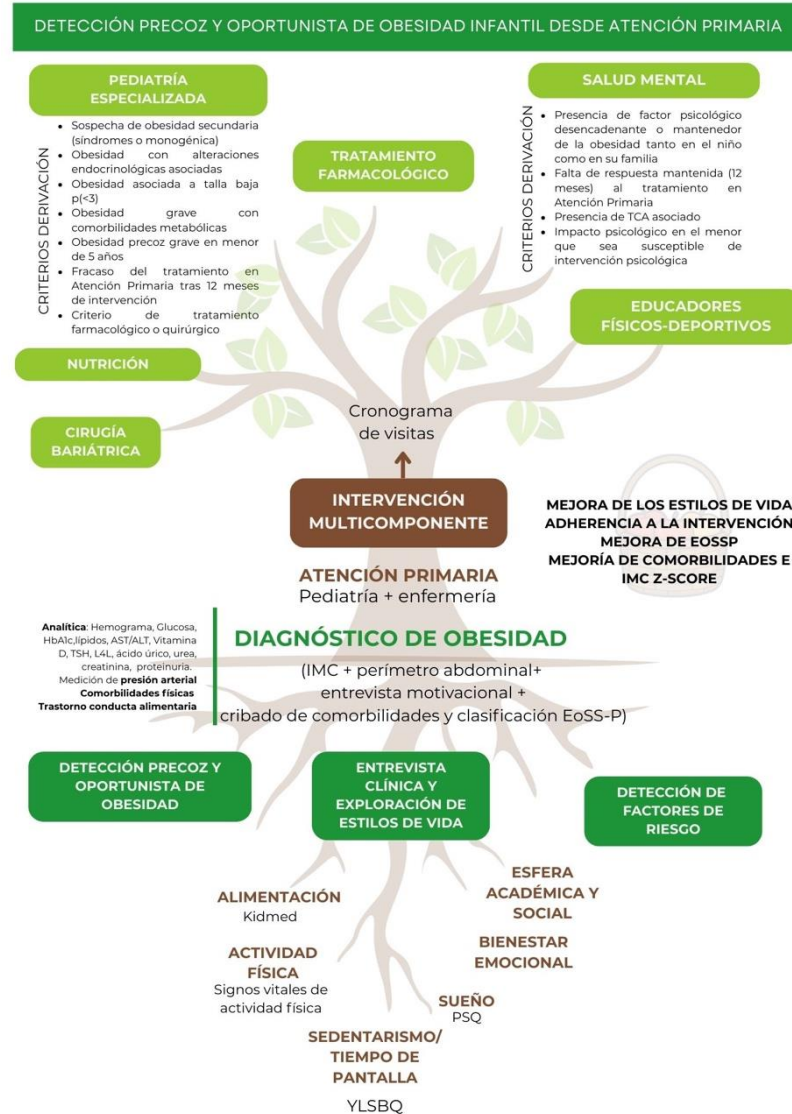 DETECCIÓN PRECOZ Y OPORTUNISTA DE OBESIDAD INFANTIL DESDE ATENCIÓN PRIMARIA
PEDIATRÍA
ESPECIALIZADA
CRITERIOS DERIVACIÓN
• Sospecha de obesidad secundaria
(síndromes o monogénica)
• Obesidad con alteraciones
endocrinológicas asociadas
• Obesidad asociada a talla baja
p(<3)
• Obesidad grave con
comorbilidades metabólicas
• Obesidad precoz grave en menor
de 5 años
• Fracaso del tratamiento en
Atención Primaria tras 12 meses
de intervención
• Criterio de tratamiento
farmacológico o quirúrgico
TRATAMIENTO
FARMACOLÓGICO
SALUD MENTAL
CRITERIOS DERIVACIÓN
• Presencia de factor psicológico
desencadenante o mantenedor
de la obesidad tanto en el niño
como en su familia
• Falta de respuesta mantenida (12
meses) al tratamiento en
Atención Primaria
• Presencia de TCA asociado
• Impacto psicológico en el menor
que sea susceptible de
intervención psicológica
EDUCADORES
FÍSICOS-DEPORTIVOS
NUTRICIÓN
CIRUGÍA
BARIÁTRICA
Cronograma
de visitas
INTERVENCIÓN
MULTICOMPONENTE
MEJORA DE LOS ESTILOS DE VIDA
ADHERENCIA A LA INTERVENCIÓN
MEJORA DE EOSSP
MEJORÍA DE COMORBILIDADES E
IMC Z-SCORE
ATENCIÓN PRIMARIA
Pediatría + enfermería
Analítica: Hemograma, Glucosa,
HbA1c,lípidos, AST/ALT, Vitamina
D, TSH, L4L, ácido úrico, urea,
creatinina, proteinuria.
Medición de presión arterial
Comorbilidades físicas
Trastorno conducta alimentaria
DIAGNÓSTICO DE OBESIDAD
(IMC + perímetro abdominal+
entrevista motivacional +
cribado de comorbilidades y clasificación EoSS-P)
DETECCIÓN PRECOZ Y
OPORTUNISTA DE
OBESIDAD
ENTREVISTA
CLÍNICA Y
EXPLORACIÓN DE
ESTILOS DE VIDA
DETECCIÓN DE
FACTORES DE
RIESGO
ALIMENTACIÓN
Kidmed
ESFERA
ACADÉMICA Y
SOCIAL
ACTIVIDAD
FÍSICA
Signos vitales de
actividad física
BIENESTAR
EMOCIONAL
SUEÑO
PSQ
SEDENTARISMO/
TIEMPO DE
PANTALLA
YLSBQ